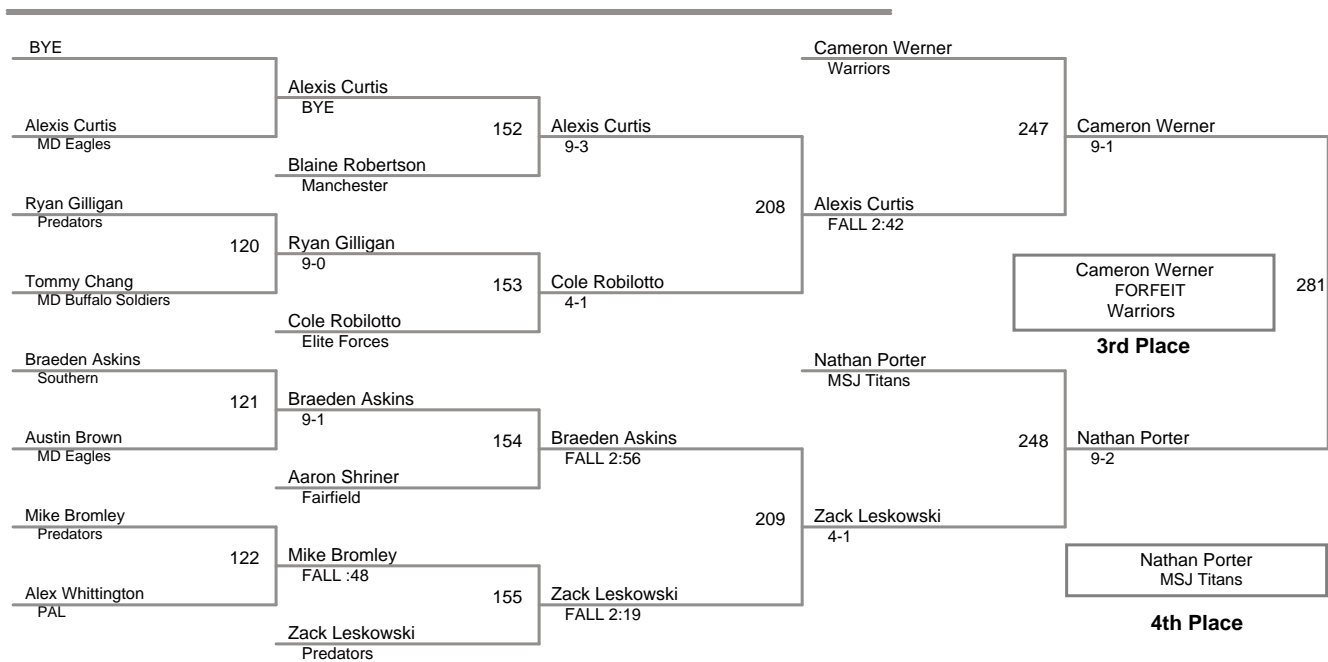 BYE
Alexis Curtis
MD Eagles
Ryan Gilligan
Predators
120
Tommy Chang
MD Buffalo Soldiers
Braeden Askins
Southern
121
Austin Brown
MD Eagles
Mike Bromley
Predators
122
Alex Whittington
PAL
Alexis Curtis
BYE
152
Blaine Robertson
Manchester
Ryan Gilligan
9-0
153
Cole Robilotto
Elite Forces
Braeden Askins
9-1
154
Aaron Shriner
Fairfield
Mike Bromley
FALL :48
155
Zack Leskowski
Predators
Alexis Curtis
9-3
208
Cole Robilotto
4-1
Braeden Askins
FALL 2:56
209
Zack Leskowski
FALL 2:19
Cameron Werner
Warriors
247
Alexis Curtis
FALL 2:42
Nathan Porter
MSJ Titans
248
Zack Leskowski
4-1
Cameron Werner
9-1
281
Nathan Porter
9-2
Cameron Werner
FORFEIT
Warriors
3rd Place
Nathan Porter
MSJ Titans
4th Place